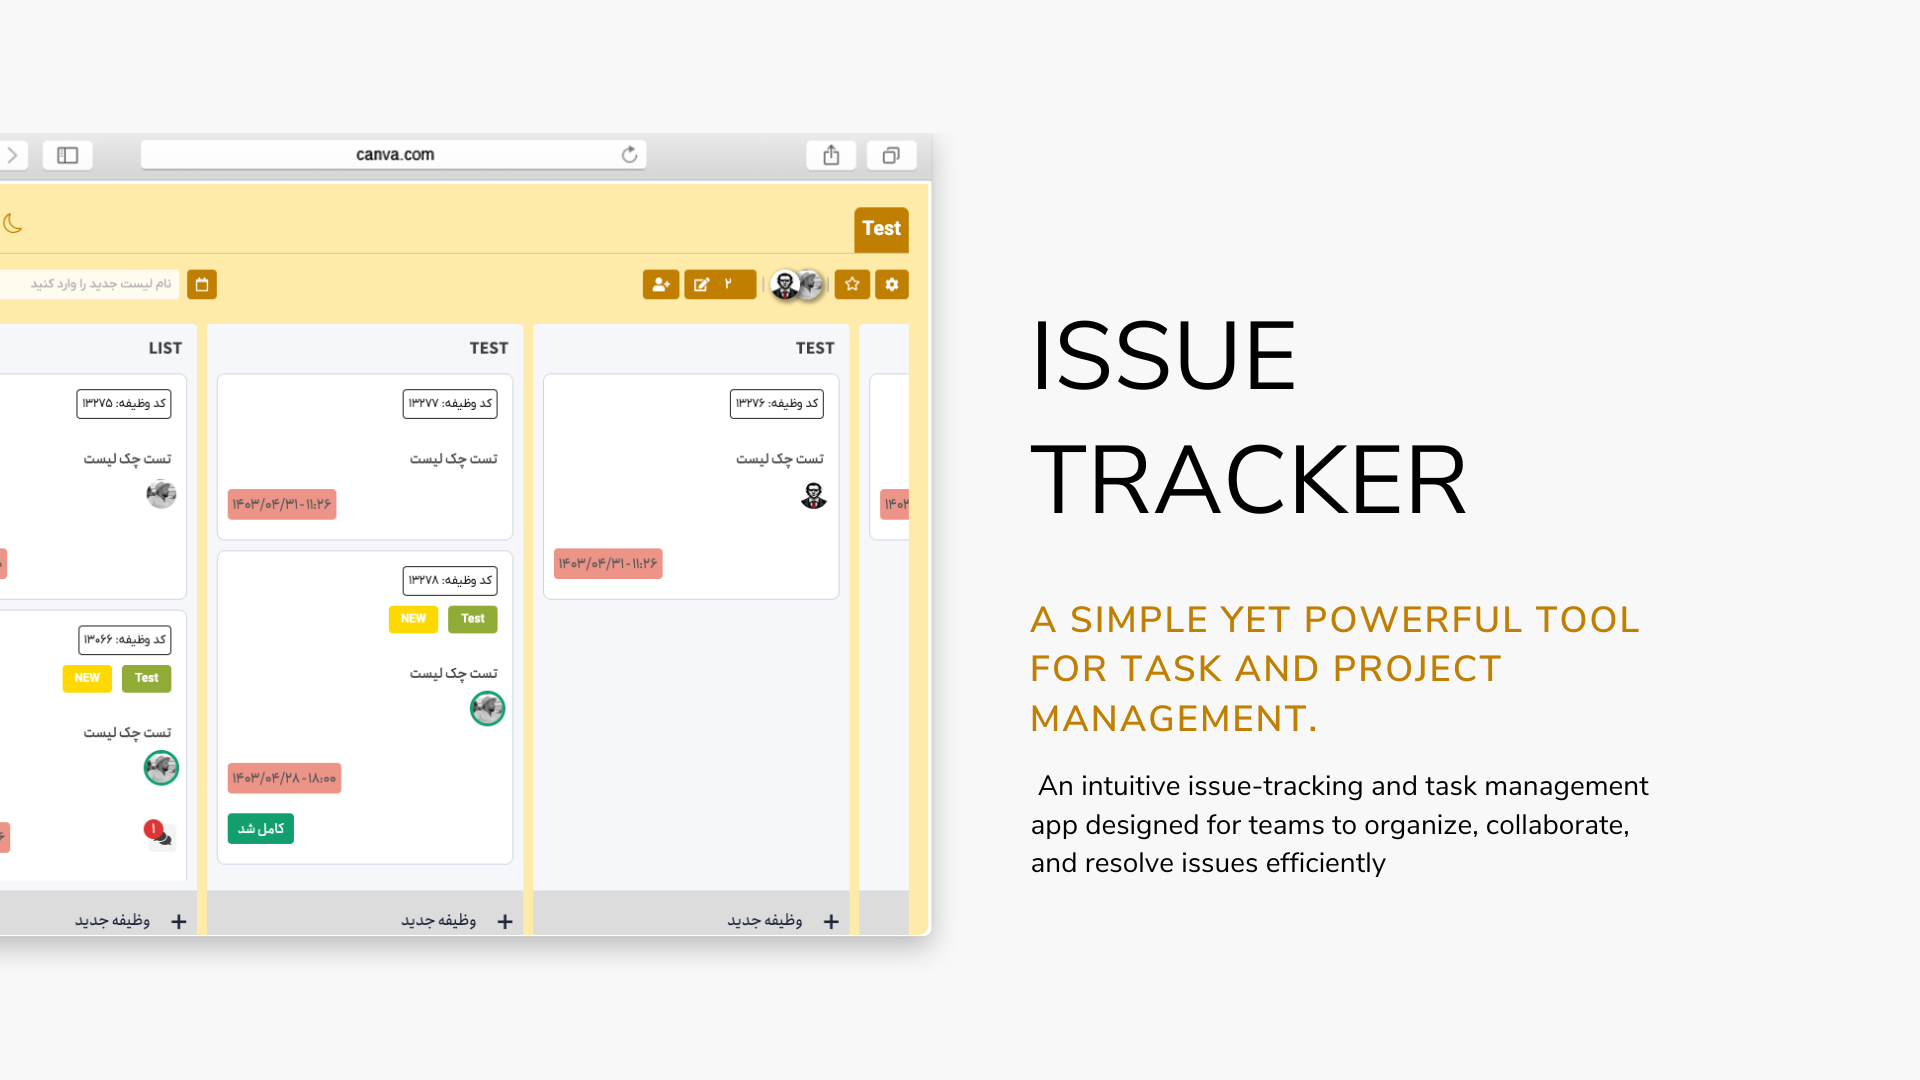 canva.com
Test
نام لیست جدید را وارد کنید
۲
LIST
کد وظیفه: ۱۳۲۷۵
تست چک لیست
کد وظیفه: ۱۳۰۶۶
NEW
Test
تست چک لیست
۱
وظیفه جدید
TEST
کد وظیفه: ۱۳۲۷۷
تست چک لیست
۱۴۰۳/۰۴/۳۱ - ۱۱:۲۶
کد وظیفه: ۱۳۲۷۸
NEW
Test
تست چک لیست
۱۴۰۳/۰۴/۲۸ - ۱۸:۰۰
کامل شد
وظیفه جدید
TEST
کد وظیفه: ۱۳۲۷۶
تست چک لیست
۱۴۰۳/۰۴/۳۱ - ۱۱:۲۶
وظیفه جدید
ISSUE
TRACKER
A SIMPLE YET POWERFUL TOOL
FOR TASK AND PROJECT
MANAGEMENT.
An intuitive issue-tracking and task management
app designed for teams to organize, collaborate,
and resolve issues efficiently